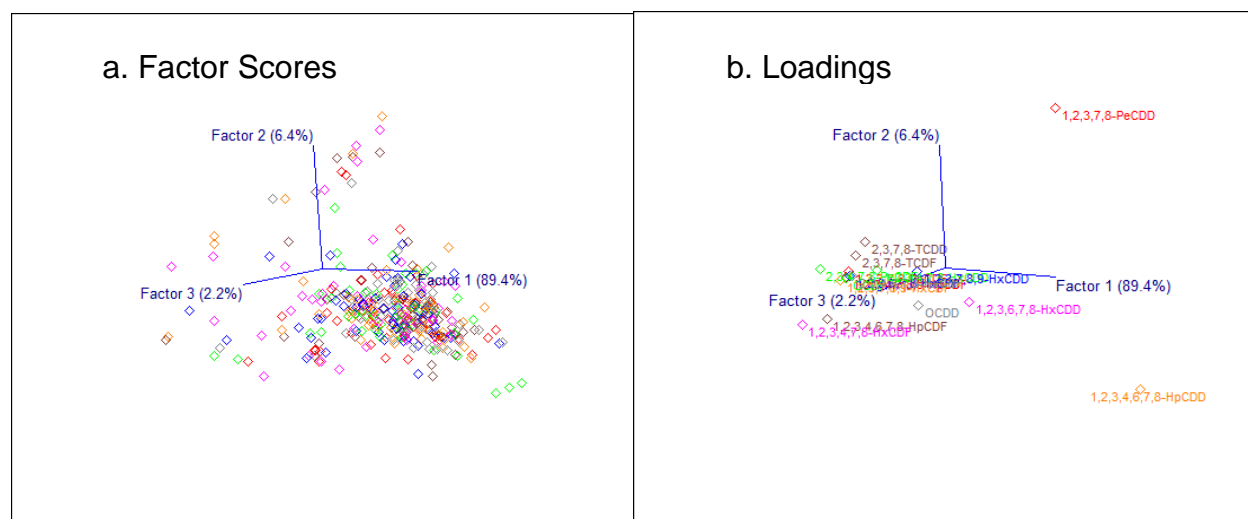 a. Factor Scores
Factor 2 (6.4%)
Factor 1 (89.4%)
Factor 3 (2.2%)
b. Loadings
1,2,3,7,8-PeCDD
Factor 2 (6.4%)
2,3,7,8-TCDD
2,3,7,8-TCDF
Factor 1 (89.4%)
Factor 3 (2.2%)
1,2,3,6,7,8-HxCDD
OCDD
1,2,3,4,6,7,8-HpCDF
1,2,3,4,7,8-HxCDF
1,2,3,4,6,7,8-HpCDD